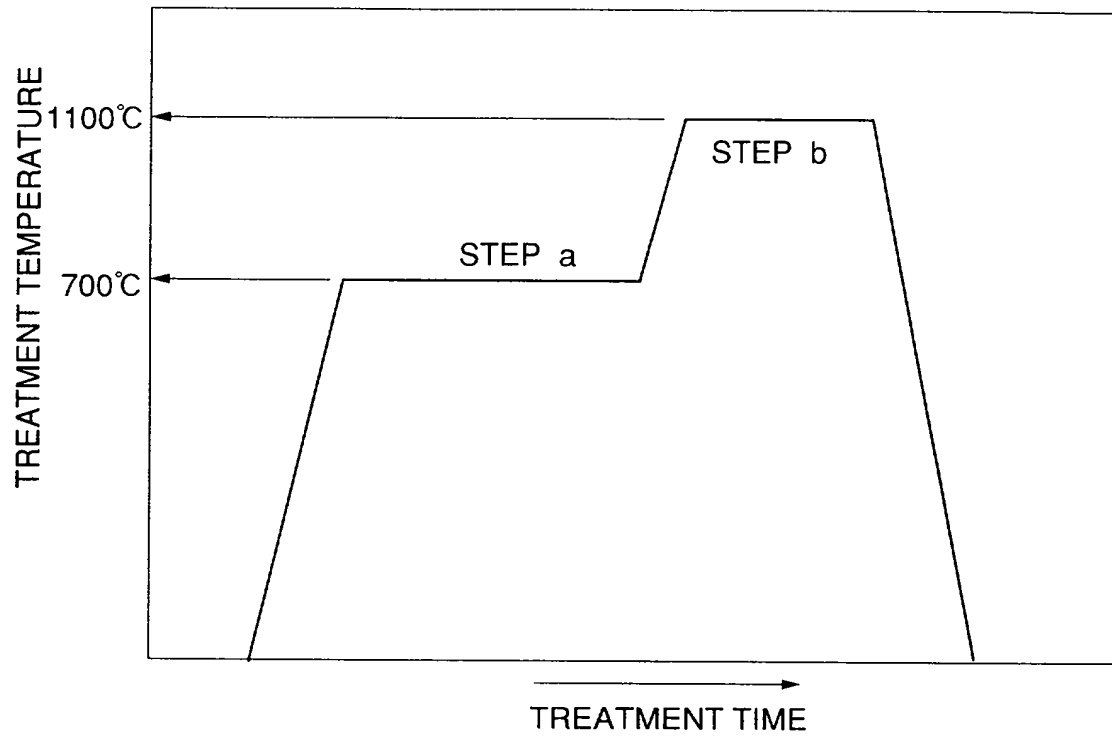 TREATMENT TEMPERATURE
1100°C
STEP b
STEP a
700°C
TREATMENT TIME